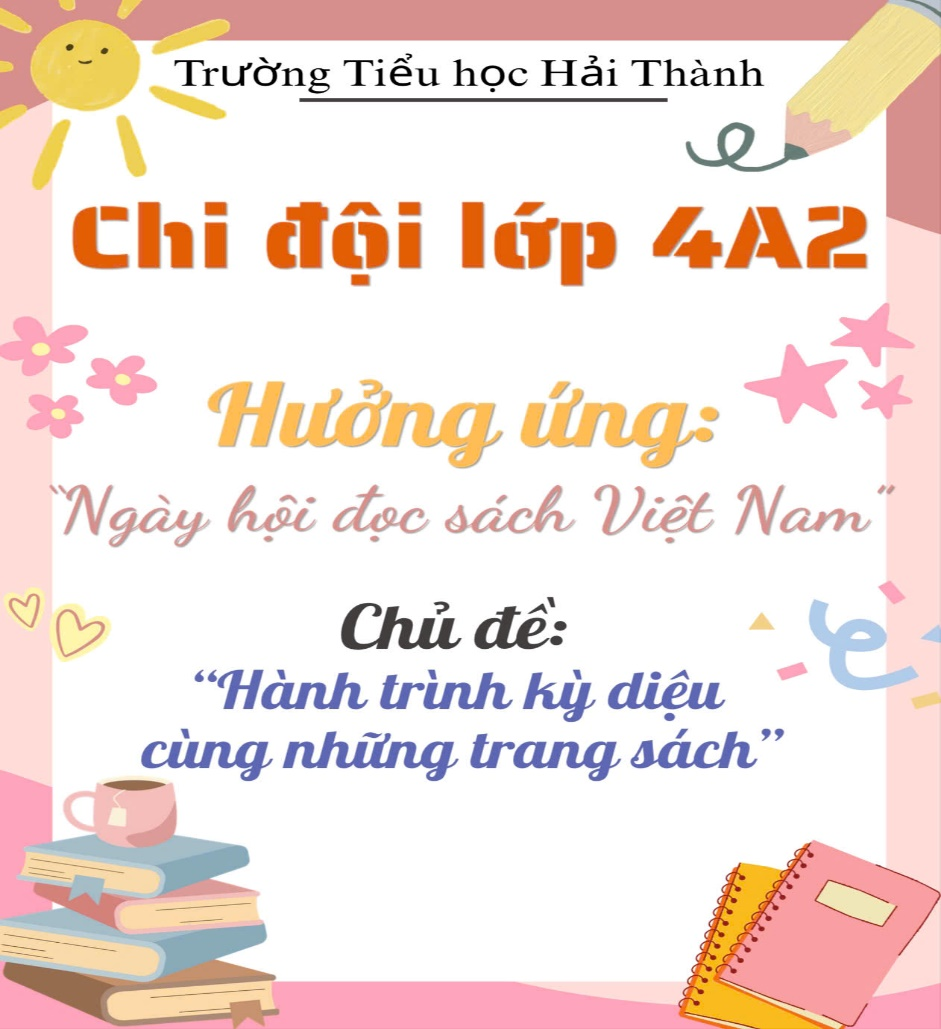 Trường Tiểu học Hải Thành
Chi đội lớp 4A2
Hưởng ứng:
“Ngày hội đọc sách Việt Nam”
Chủ đề:
“Hành trình kỳ diệu
cùng những trang sách”